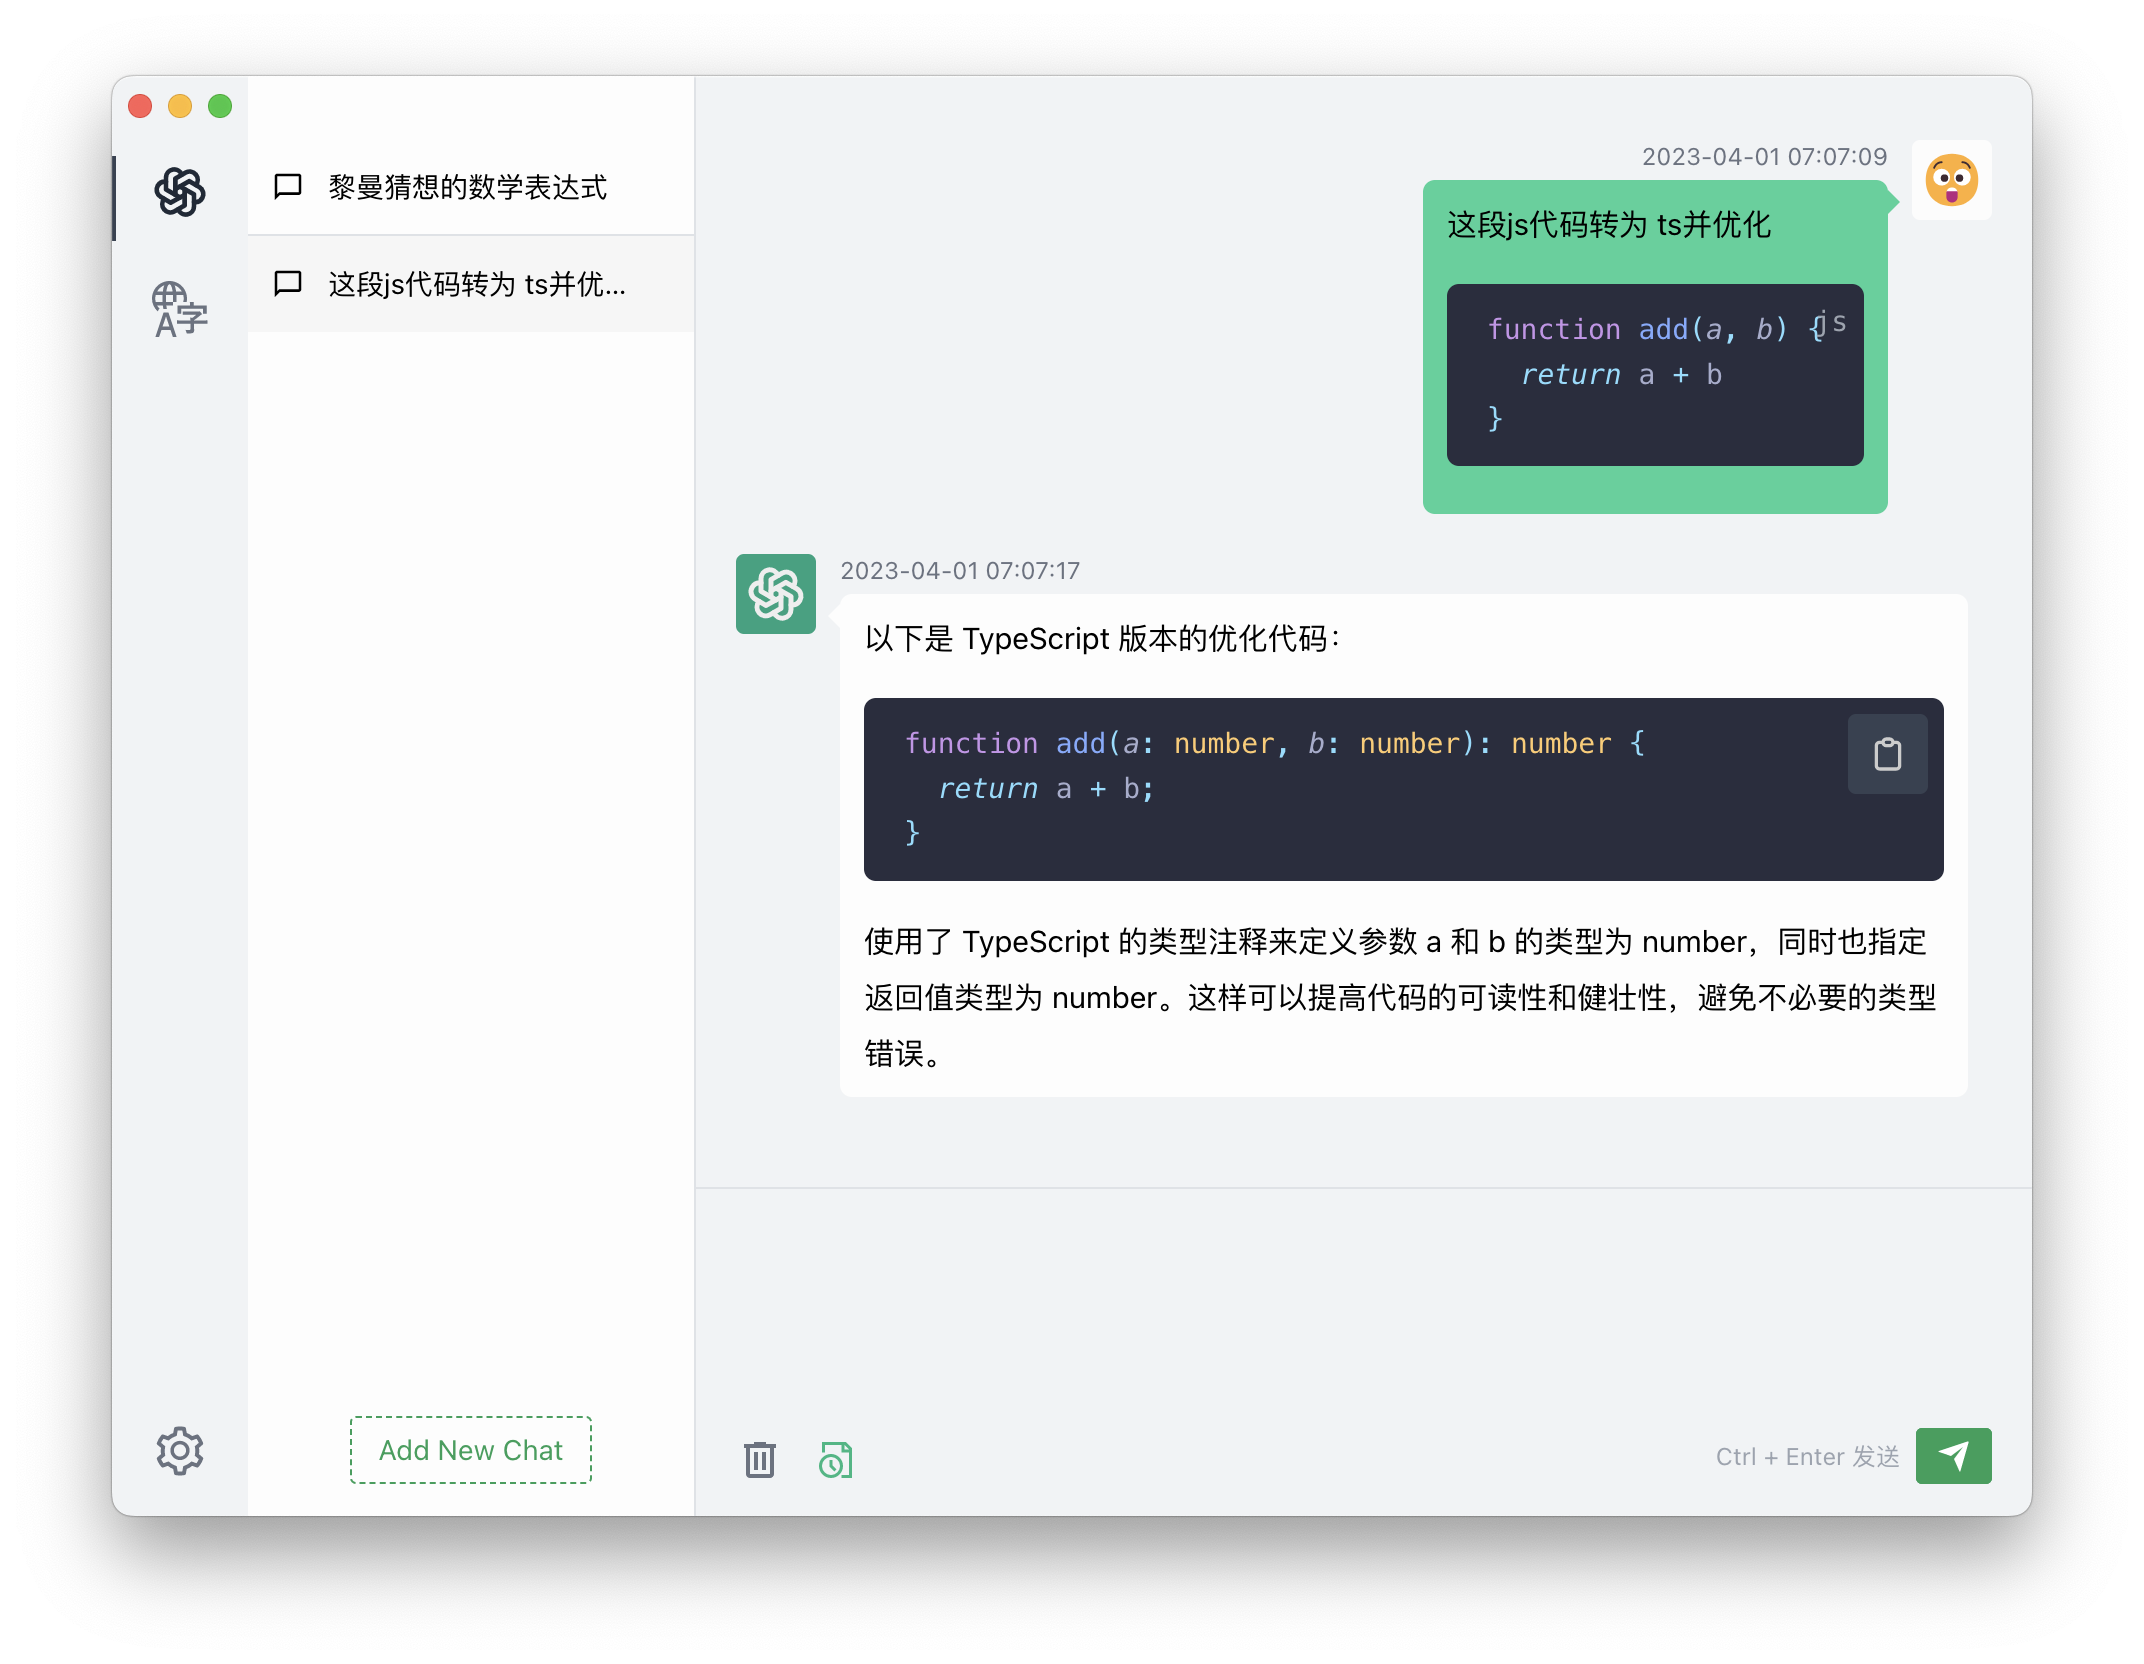 黎曼猜想的数学表达式
这段js代码转为 ts并优...
Add New Chat
2023-04-01 07:07:09
这段js代码转为 ts并优化
js
function add(a, b) {
  return a + b
}
2023-04-01 07:07:17
以下是 TypeScript 版本的优化代码：
function add(a: number, b: number): number {
  return a + b;
}
使用了 TypeScript 的类型注释来定义参数 a 和 b 的类型为 number，同时也指定
返回值类型为 number。这样可以提高代码的可读性和健壮性，避免不必要的类型
错误。
Ctrl + Enter 发送